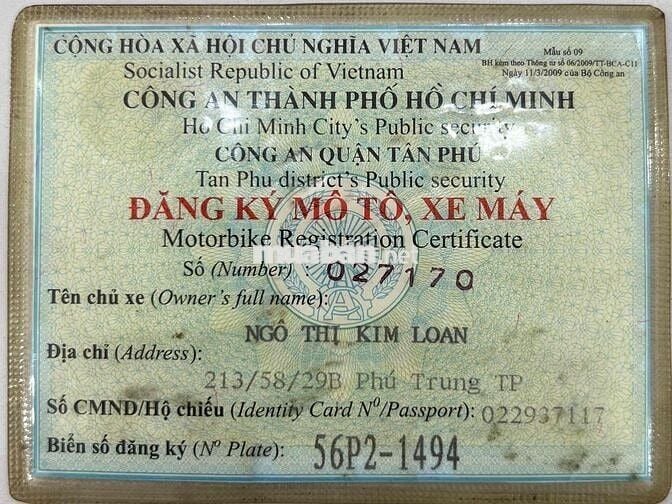 CỘNG HÒA XÃ HỘI CHỦ NGHĨA VIỆT NAM
Socialist Republic of Vietnam
Mẫu số 09
BH kèm theo Thông tư số 06/2009/TT-BCA-C11
Ngày 11/3/2009 của Bộ Công an
CÔNG AN THÀNH PHỐ HỒ CHÍ MINH
Ho Chi Minh City's Public security
CÔNG AN QUẬN TÂN PHÚ
Tan Phu district's Public security
ĐĂNG KÝ MÔ TÔ, XE MÁY
Motorbike Registration Certificate
muaban.net
Số (Number) 027170
Tên chủ xe (Owner's full name):
NGÔ THỊ KIM LOAN
Địa chỉ (Address):
213/58/29B Phú Trung TP
Số CMND/Hộ chiếu (Identity Card Nº/Passport): 022937117
Biển số đăng ký (Nº Plate): 56P2-1494